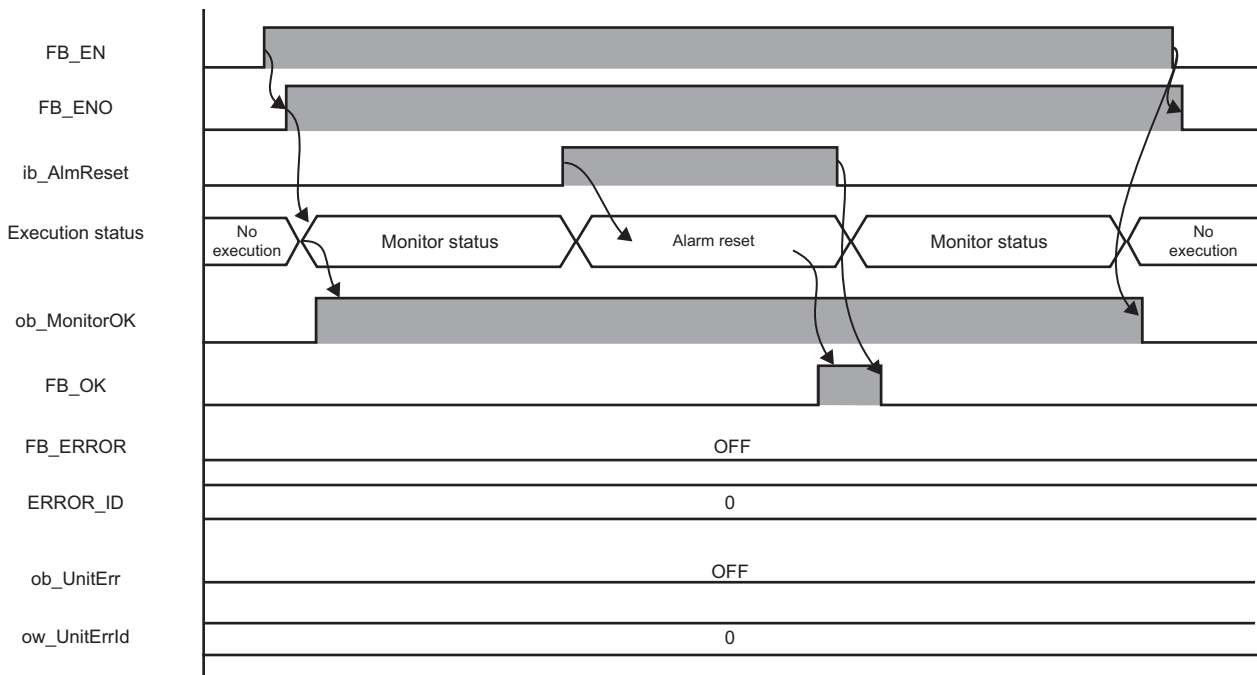 FB_EN
FB_ENO
ib_AlmReset
Execution status
No
execution
Monitor status
Alarm reset
Monitor status
No
execution
ob_MonitorOK
FB_OK
FB_ERROR
OFF
ERROR_ID
0
ob_UnitErr
OFF
ow_UnitErrId
0